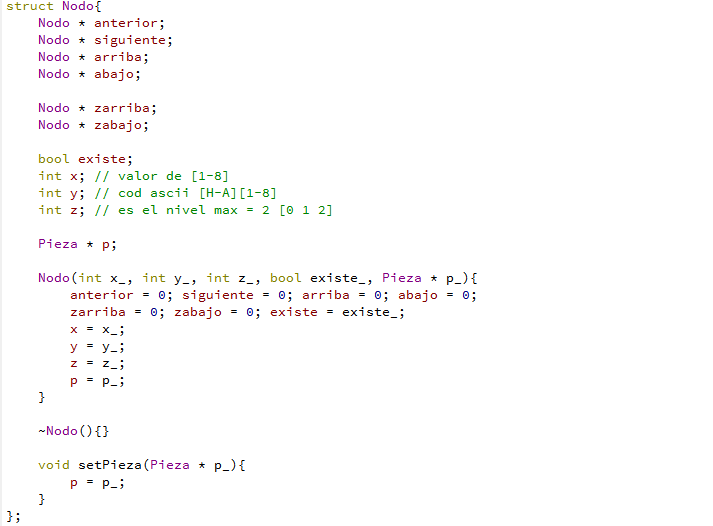 struct Nodo{
    Nodo * anterior;
    Nodo * siguiente;
    Nodo * arriba;
    Nodo * abajo;

    Nodo * zarriba;
    Nodo * zabajo;

    bool existe;
    int x; // valor de [1-8]
    int y; // cod ascii [H-A][1-8]
    int z; // es el nivel max = 2 [0 1 2]

    Pieza * p;

    Nodo(int x_, int y_, int z_, bool existe_, Pieza * p_){
        anterior = 0; siguiente = 0; arriba = 0; abajo = 0;
        zarriba = 0; zabajo = 0; existe = existe_;
        x = x_;
        y = y_;
        z = z_;
        p = p_;
    }

    ~Nodo(){}

    void setPieza(Pieza * p_){
        p = p_;
    }
};